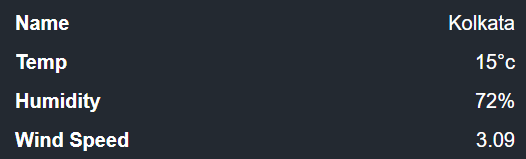 Name Kolkata
Temp 15°c
Humidity 72%
Wind Speed 3.09